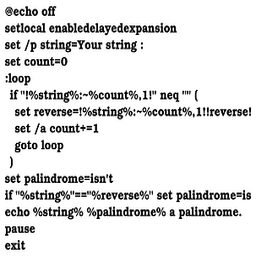 @echo off
setlocal enabledelayedexpansion
set /p string=Your string :
set count=0
:loop
if "!%string%:~%count%,1!" neq "" (
set reverse=!%string%:~%count%,1!!reverse!
set /a count+=1
goto loop
)
set palindrome=isn't
if "%string%"=="%reverse%" set palindrome=is
echo %string% %palindrome% a palindrome.
pause
exit